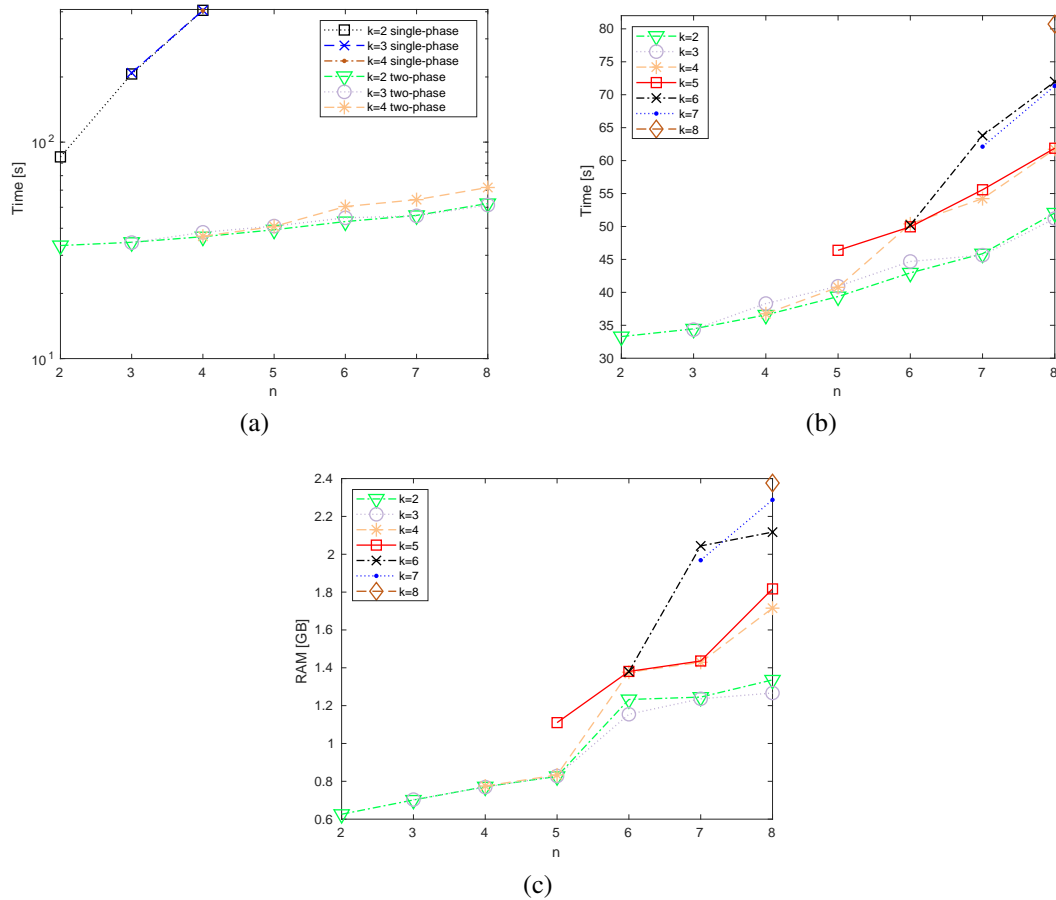 k=2 single-phase
k=3 single-phase
k=4 single-phase
k=2 two-phase
k=3 two-phase
k=4 two-phase
10^2
10^1
Time [s]
2 3 4 5 6 7 8
n
(a)
k=2
k=3
k=4
k=5
k=6
k=7
k=8
80
75
70
65
60
55
50
45
40
35
30
Time [s]
2 3 4 5 6 7 8
n
(b)
2.4
2.2
2
1.8
1.6
1.4
1.2
1
0.8
0.6
k=2
k=3
k=4
k=5
k=6
k=7
k=8
RAM [GB]
2 3 4 5 6 7 8
n
(c)